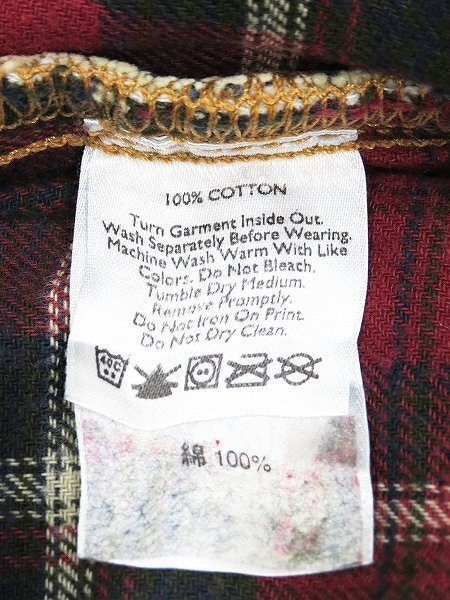 100% COTTON
Turn Garment Inside Out.
Wash Separately Before Wearing.
Machine Wash Warm With Like
Colors. Do Not Bleach.
Tumble Dry Medium.
Remove Promptly.
Do Not Iron On Print.
Do Not Dry Clean.
40C
綿 100%